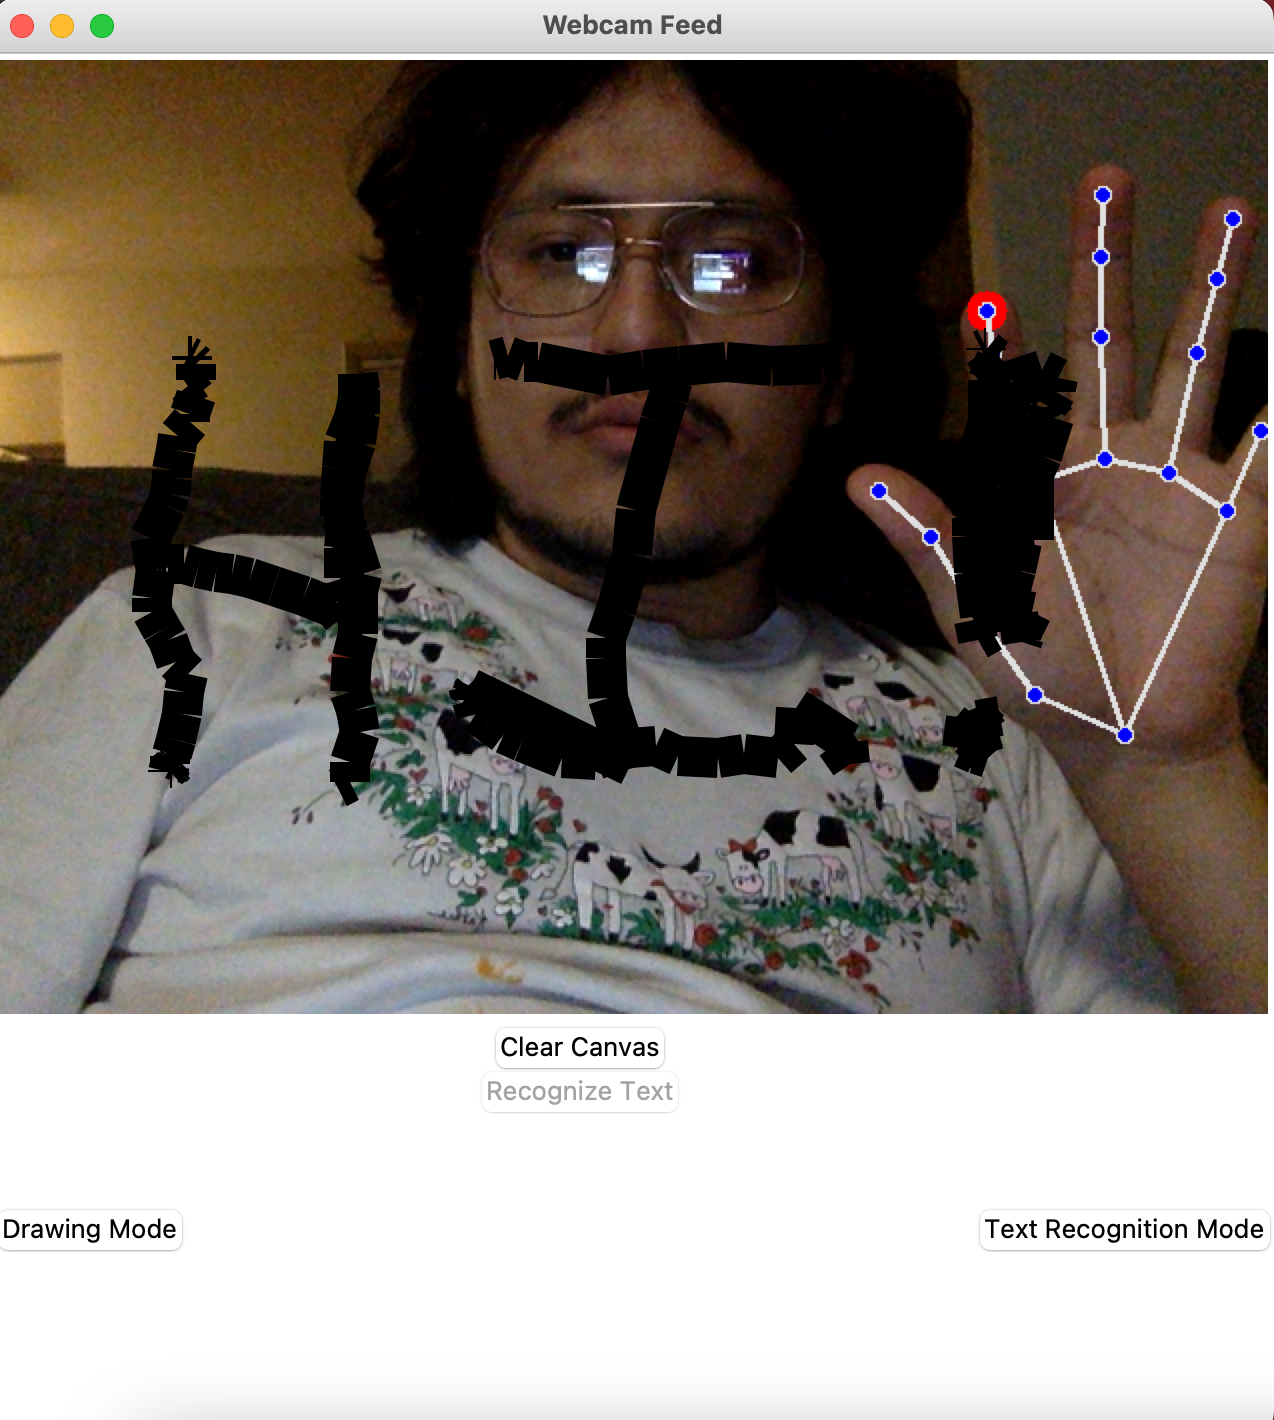 Webcam Feed
HI!
Clear Canvas
Recognize Text
Drawing Mode
Text Recognition Mode